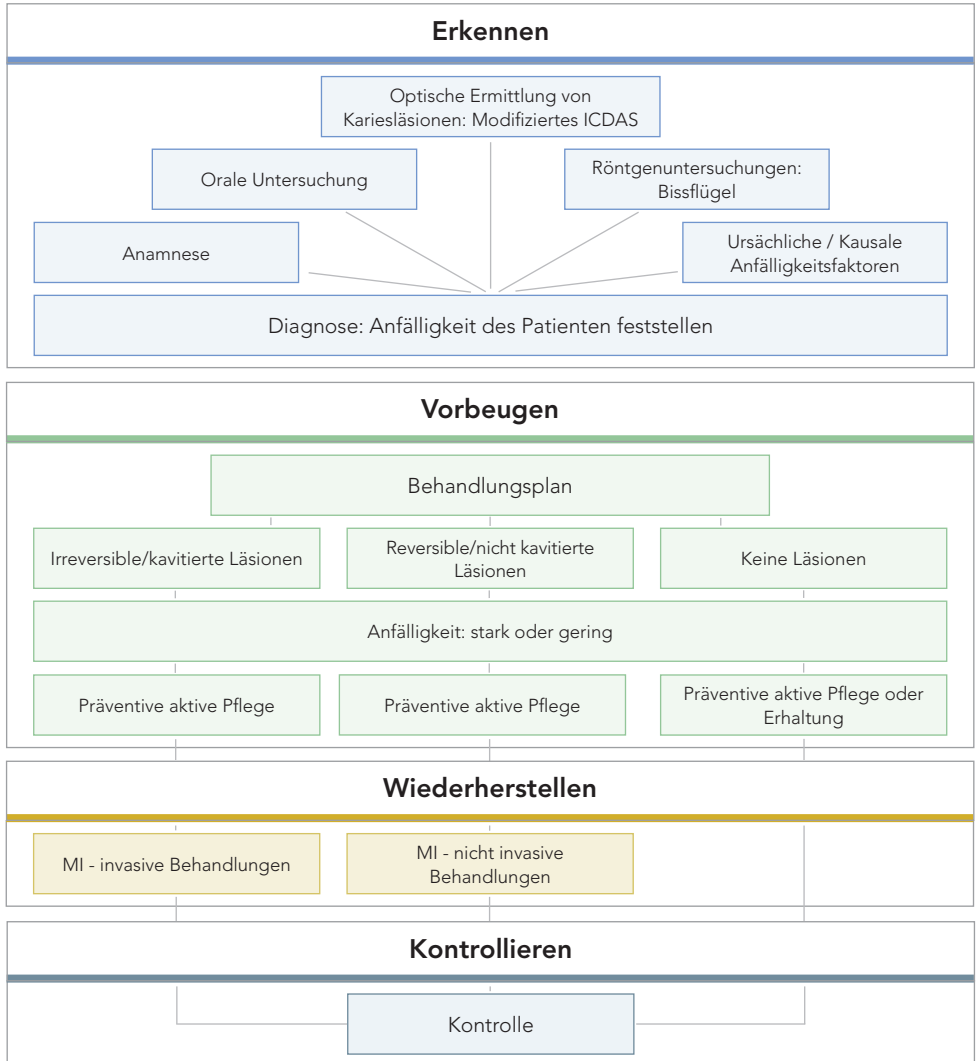 Erkennen
Optische Ermittlung von
Kariesläsionen: Modifiziertes ICDAS
Orale Untersuchung
Röntgenuntersuchungen:
Bissflügel
Anamnese
Ursächliche / Kausale
Anfälligkeitsfaktoren
Diagnose: Anfälligkeit des Patienten feststellen
Vorbeugen
Behandlungsplan
Irreversible/kavitierte Läsionen
Reversible/nicht kavitierte
Läsionen
Keine Läsionen
Anfälligkeit: stark oder gering
Präventive aktive Pflege
Präventive aktive Pflege
Präventive aktive Pflege oder
Erhaltung
Wiederherstellen
MI - invasive Behandlungen
MI - nicht invasive
Behandlungen
Kontrollieren
Kontrolle